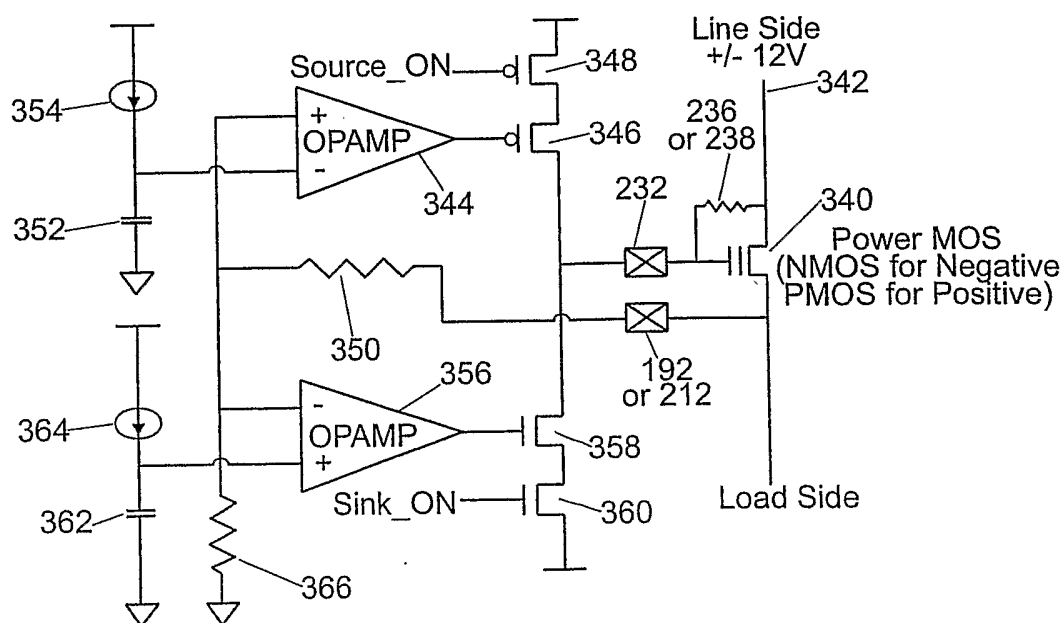 Line Side
+/- 12V
342
Source_ON
348
354
+
OPAMP
-
346
236
or 238
344
352
232
340
Power MOS
(NMOS for Negative
PMOS for Positive)
350
356
192
or 212
364
-
OPAMP
+
358
Sink_ON
360
Load Side
362
366